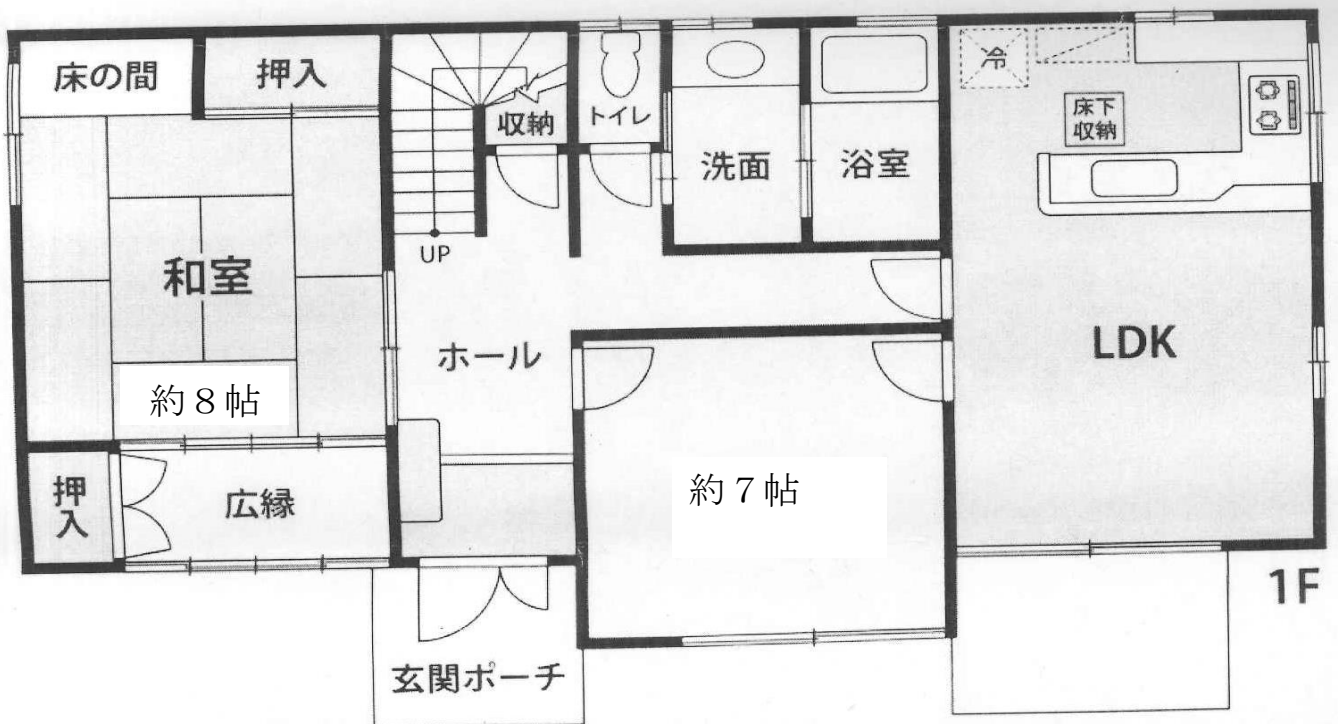 床の間
押入
収納
トイレ
洗面
浴室
冷
床下
収納
UP
和室
ホール
LDK
約８帖
約７帖
押入
広縁
1F
玄関ポーチ